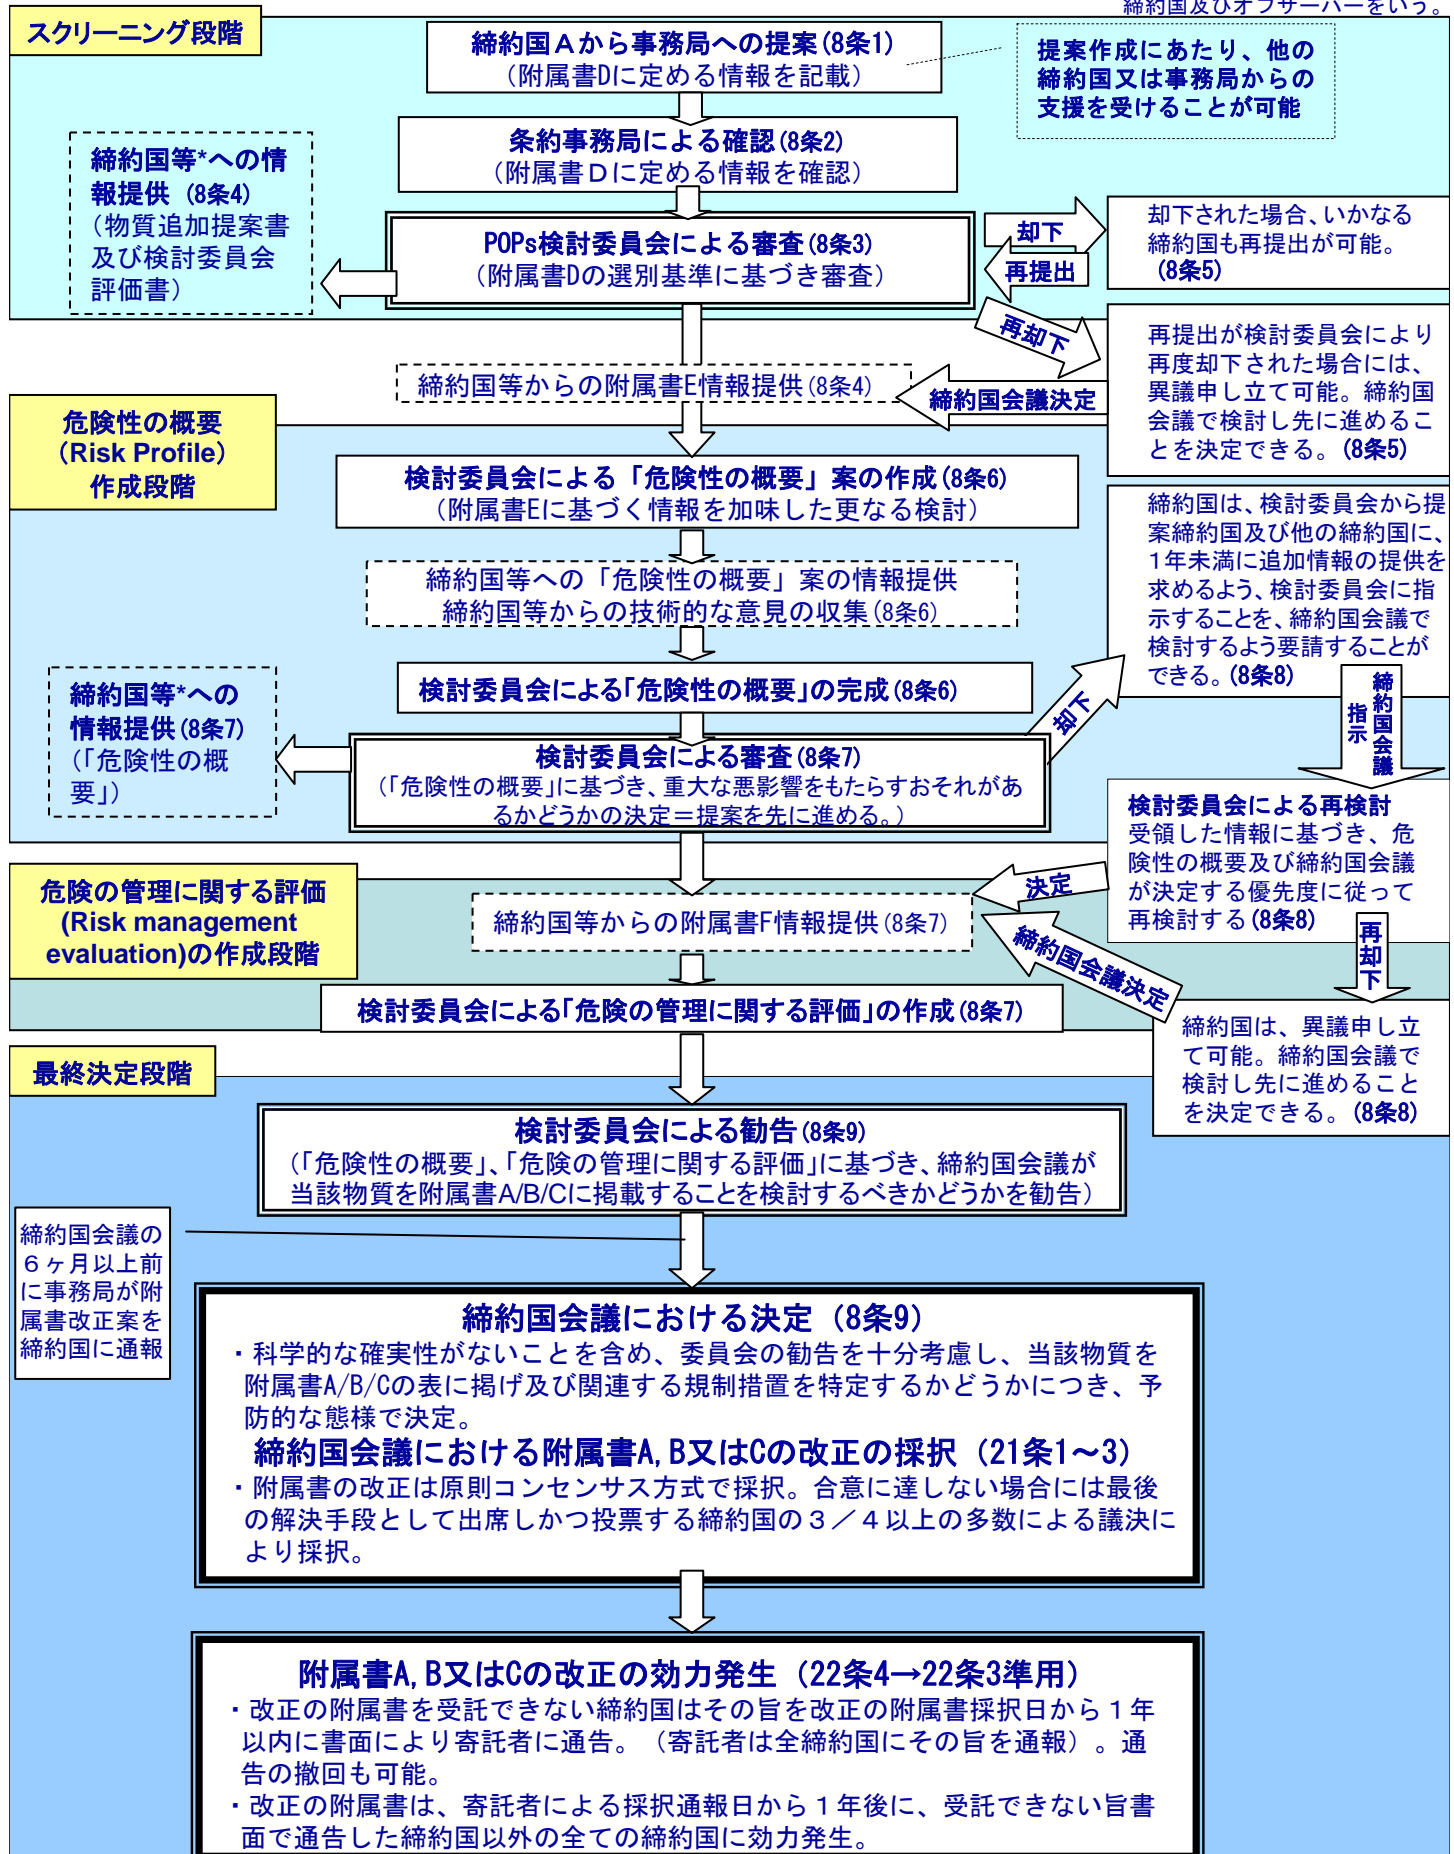 締約国及びオブザーバーをいう。
スクリーニング段階
締約国Ａから事務局への提案(8条1)
（附属書Dに定める情報を記載）
提案作成にあたり、他の
締約国又は事務局からの
支援を受けることが可能
条約事務局による確認(8条2)
（附属書Ｄに定める情報を確認）
締約国等*への情
報提供 (8条4)
（物質追加提案書
及び検討委員会
評価書）
POPs検討委員会による審査(8条3)
（附属書Dの選別基準に基づき審査）
却下
再提出
却下された場合、いかなる
締約国も再提出が可能。
(8条5)
再却下
再提出が検討委員会により
再度却下された場合には、
異議申し立て可能。締約国
会議で検討し先に進めるこ
とを決定できる。(8条5)
締約国等からの附属書E情報提供(8条4)
締約国会議決定
危険性の概要
（Risk Profile）
作成段階
検討委員会による「危険性の概要」案の作成(8条6)
（附属書Eに基づく情報を加味した更なる検討）
締約国は、検討委員会から提
案締約国及び他の締約国に、
１年未満に追加情報の提供を
求めるよう、検討委員会に指
示することを、締約国会議で
検討するよう要請することが
できる。(8条8)
締約国等への「危険性の概要」案の情報提供
締約国等からの技術的な意見の収集(8条6)
検討委員会による「危険性の概要」の完成(8条6)
却下
締約国会議
指示
締約国等*への
情報提供(8条7)
（「危険性の概
要」）
検討委員会による審査(8条7)
（「危険性の概要」に基づき、重大な悪影響をもたらすおそれがあ
るかどうかの決定＝提案を先に進める。）
検討委員会による再検討
受領した情報に基づき、危
険性の概要及び締約国会議
が決定する優先度に従って
再検討する(8条8)
危険の管理に関する評価
(Risk management
evaluation)の作成段階
決定
締約国等からの附属書F情報提供(8条7)
締約国会議決定
再却下
検討委員会による「危険の管理に関する評価」の作成(8条7)
締約国は、異議申し立
て可能。締約国会議で
検討し先に進めること
を決定できる。(8条8)
最終決定段階
検討委員会による勧告(8条9)
（「危険性の概要」、「危険の管理に関する評価」に基づき、締約国会議が
当該物質を附属書A/B/Cに掲載することを検討するべきかどうかを勧告）
締約国会議の
６ヶ月以上前
に事務局が附
属書改正案を
締約国に通報
締約国会議における決定（8条9）
・科学的な確実性がないことを含め、委員会の勧告を十分考慮し、当該物質を
附属書A/B/Cの表に掲げ及び関連する規制措置を特定するかどうかにつき、予
防的な態様で決定。
締約国会議における附属書A,B又はCの改正の採択（21条1～3）
・附属書の改正は原則コンセンサス方式で採択。合意に達しない場合には最後
の解決手段として出席しかつ投票する締約国の３／４以上の多数による議決に
より採択。
附属書A,B又はCの改正の効力発生（22条4→22条3準用）
・改正の附属書を受託できない締約国はその旨を改正の附属書採択日から１年
以内に書面により寄託者に通告。（寄託者は全締約国にその旨を通報）。通
告の撤回も可能。
・改正の附属書は、寄託者による採択通報日から１年後に、受託できない旨書
面で通告した締約国以外の全ての締約国に効力発生。